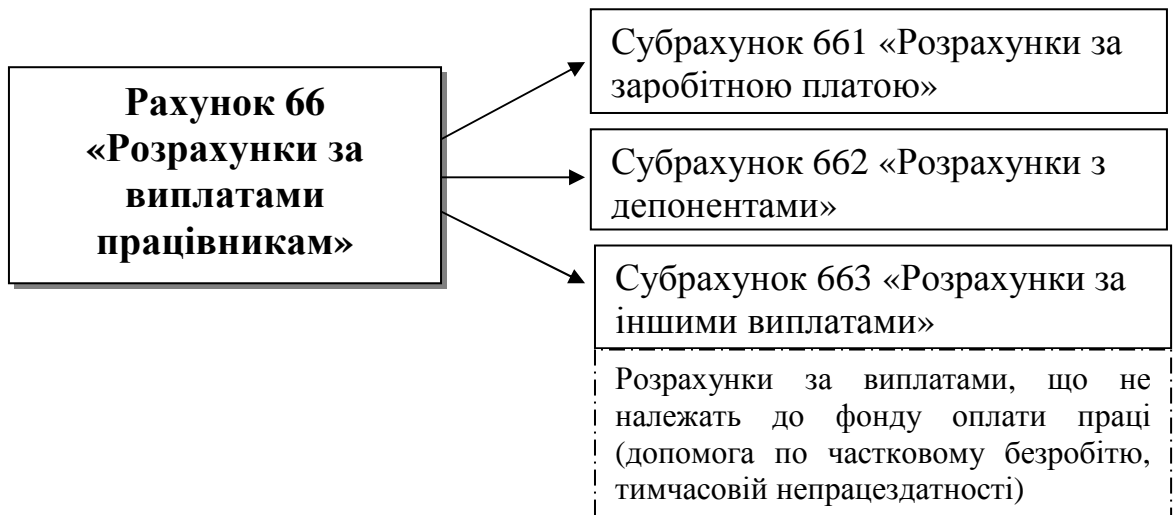 Рахунок 66
«Розрахунки за
виплатами
працівникам»
Субрахунок 661 «Розрахунки за
заробітною платою»
Субрахунок 662 «Розрахунки з
депонентами»
Субрахунок 663 «Розрахунки за
іншими виплатами»
Розрахунки за виплатами, що не
належать до фонду оплати праці
(допомога по частковому безробітю,
тимчасовій непрацездатності)